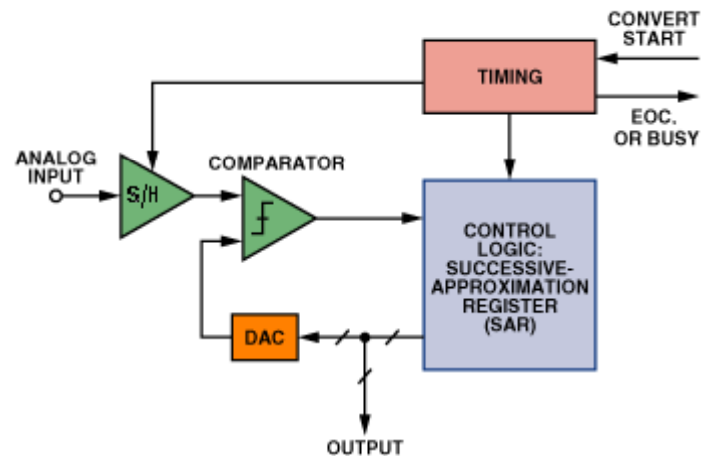 CONVERT
START
TIMING
EOC.
OR BUSY
ANALOG
INPUT
COMPARATOR
S/H
CONTROL
LOGIC:
SUCCESSIVE-
APPROXIMATION
REGISTER
(SAR)
DAC
OUTPUT